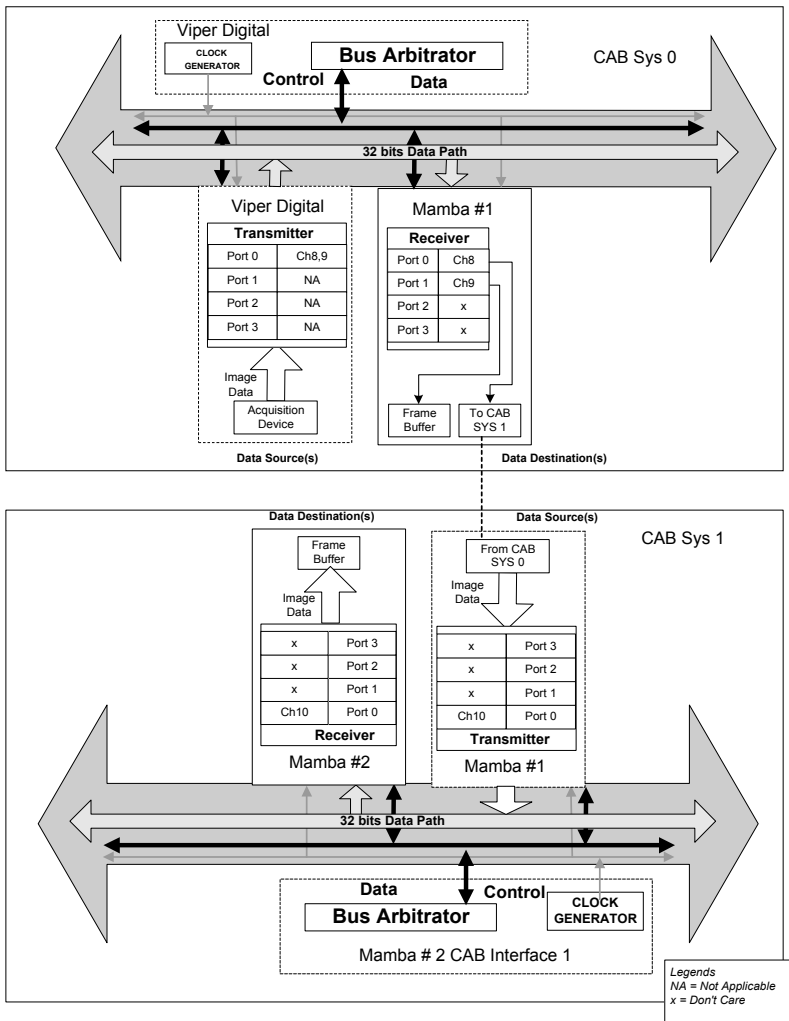 Viper Digital
CLOCK
GENERATOR
Bus Arbitrator
CAB Sys 0
Control
Data
32 bits Data Path
Viper Digital
Transmitter
Port 0 Ch8,9
Port 1 NA
Port 2 NA
Port 3 NA
Image
Data
Acquisition
Device
Mamba #1
Receiver
Port 0 Ch8
Port 1 Ch9
Port 2 x
Port 3 x
Frame
Buffer
To CAB
SYS 1
Data Source(s)
Data Destination(s)
Data Destination(s)
Data Source(s)
CAB Sys 1
Frame
Buffer
Image
Data
x Port 3
x Port 2
x Port 1
Ch10 Port 0
Receiver
Mamba #2
From CAB
SYS 0
Image
Data
x Port 3
x Port 2
x Port 1
Ch10 Port 0
Transmitter
Mamba #1
32 bits Data Path
Data
Control
Bus Arbitrator
CLOCK
GENERATOR
Mamba # 2 CAB Interface 1
Legends
NA = Not Applicable
x = Don't Care